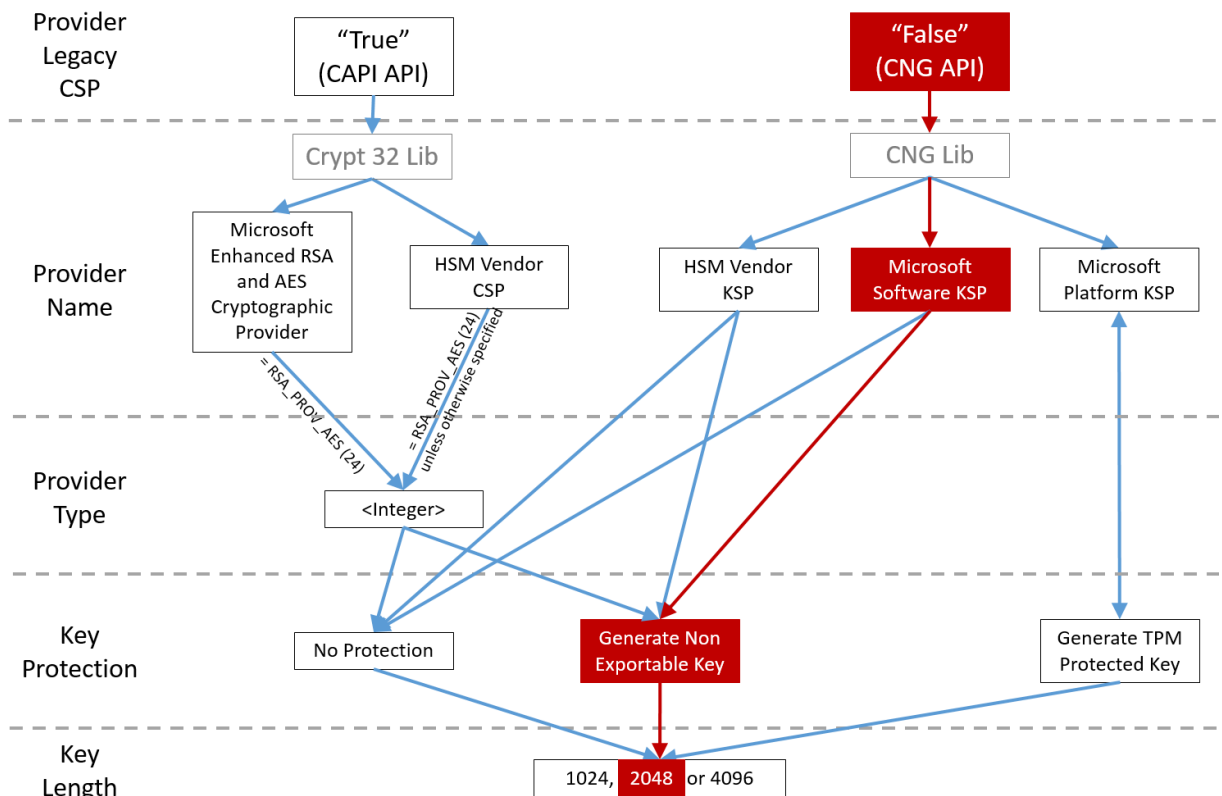 Provider
Legacy
CSP
“True”
(CAPI API)
“False”
(CNG API)
Crypt 32 Lib
CNG Lib
Provider
Name
Microsoft
Enhanced RSA
and AES
Cryptographic
Provider
HSM Vendor
CSP
HSM Vendor
KSP
Microsoft
Software KSP
Microsoft
Platform KSP
= RSA_PROV_AES (24)
= RSA_PROV_AES (24)
unless otherwise specified
Provider
Type
<Integer>
Key
Protection
No Protection
Generate Non
Exportable Key
Generate TPM
Protected Key
Key
Length
1024, 2048 or 4096